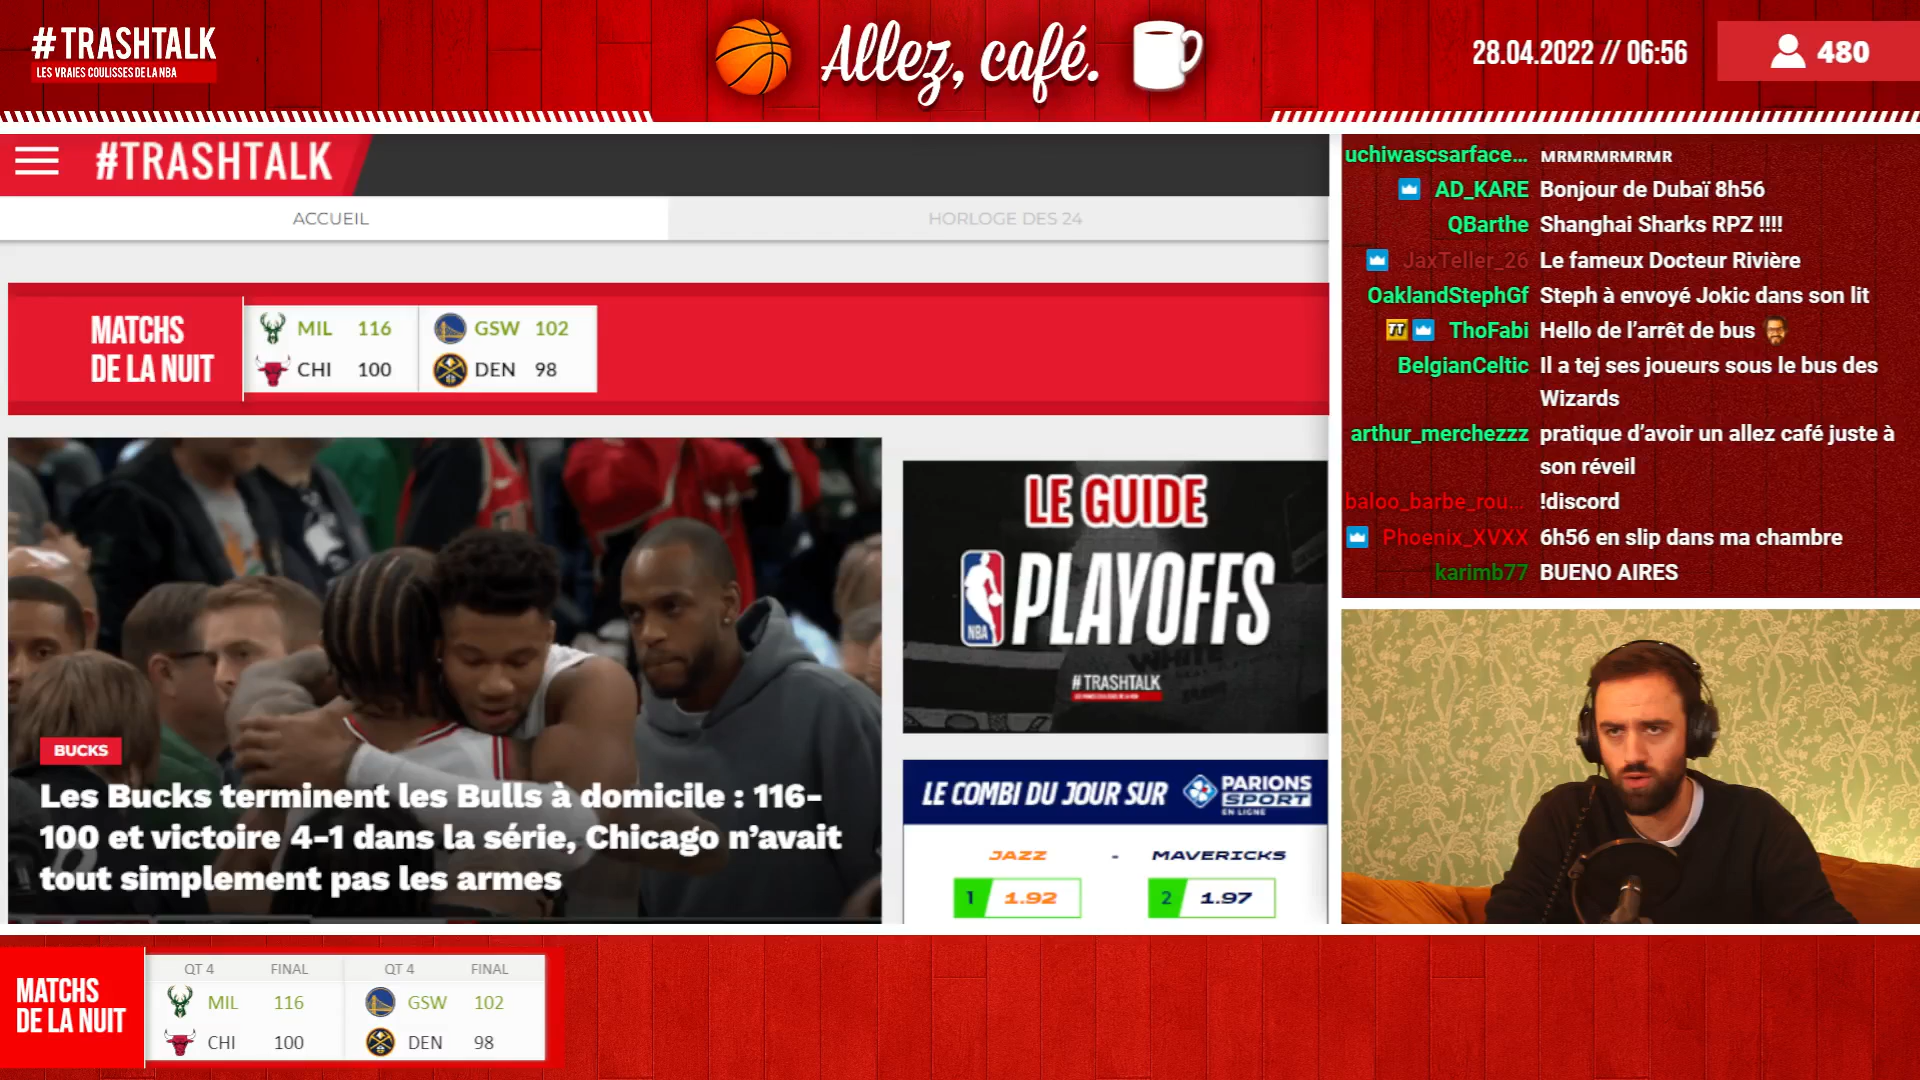 #TRASHTALK
LES VRAIES COULISSES DE LA NBA
Allez, café.
28.04.2022 // 06:56
480
#TRASHTALK
ACCUEIL
HORLOGE DES 24
MATCHS
DE LA NUIT
MIL 116
CHI 100
GSW 102
DEN 98
BUCKS
Les Bucks terminent les Bulls à domicile : 116-
100 et victoire 4-1 dans la série, Chicago n'avait
tout simplement pas les armes
LE GUIDE
NBA
PLAYOFFS
#TRASHTALK
LE COMBI DU JOUR SUR
PARIONS
SPORT
EN LIGNE
JAZZ - MAVERICKS
1 1.92
2 1.97
uchiwascsarface... MRMRMRMRMR
AD_KARE Bonjour de Dubaï 8h56
QBarthe Shanghai Sharks RPZ !!!!
JaxTeller_26 Le fameux Docteur Rivière
OaklandStephGf Steph à envoyé Jokic dans son lit
TT ThoFabi Hello de l'arrêt de bus
BelgianCeltic Il a tej ses joueurs sous le bus des
Wizards
arthur_merchezzz pratique d'avoir un allez café juste à
son réveil
baloo_barbe_rou... !discord
Phoenix_XVXX 6h56 en slip dans ma chambre
karimb77 BUENO AIRES
MATCHS
DE LA NUIT
QT 4 FINAL
MIL 116
CHI 100
QT 4 FINAL
GSW 102
DEN 98